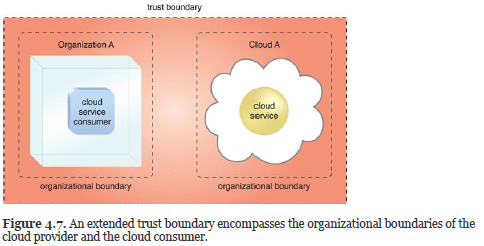 trust boundary
Organization A
Cloud A
cloud
service
consumer
cloud
service
organizational boundary
organizational boundary
Figure 4.7. An extended trust boundary encompasses the organizational boundaries of the
cloud provider and the cloud consumer.